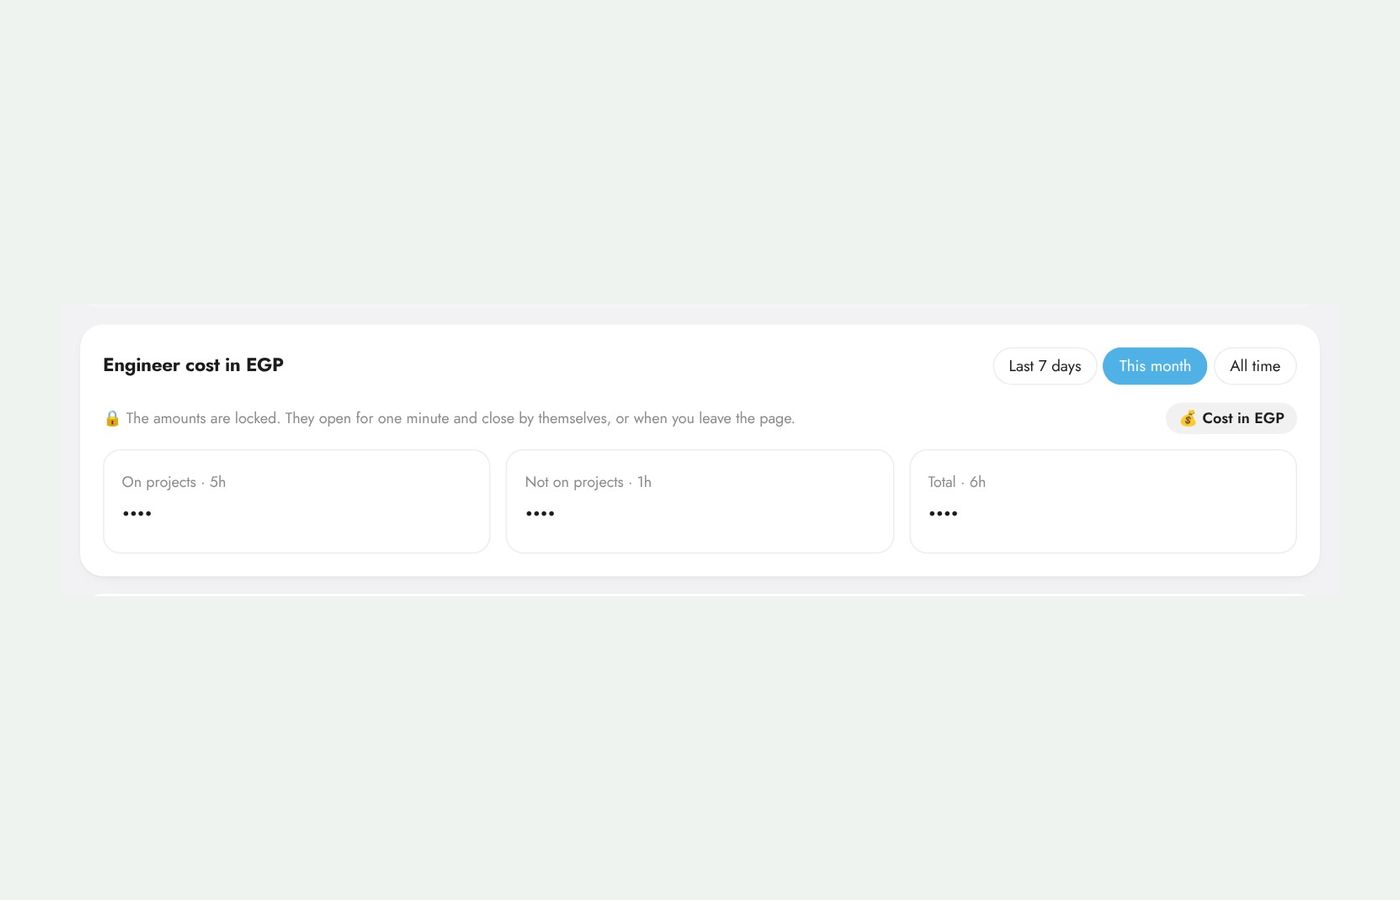 Engineer cost in EGP
Last 7 days
This month
All time
🔒 The amounts are locked. They open for one minute and close by themselves, or when you leave the page.
💰 Cost in EGP
On projects · 5h
••••
Not on projects · 1h
••••
Total · 6h
••••